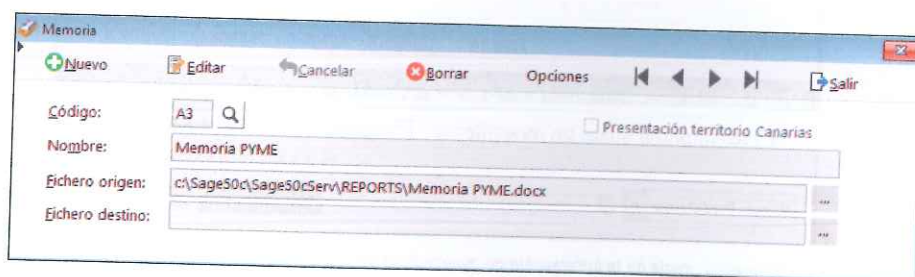 Memoria
Nuevo Editar Cancelar Borrar Opciones Salir
Código: A3 Presentación territorio Canarias
Nombre: Memoria PYME
Fichero origen: c:\Sage50c\Sage50cServ\REPORTS\Memoria PYME.docx ...
Fichero destino: ...